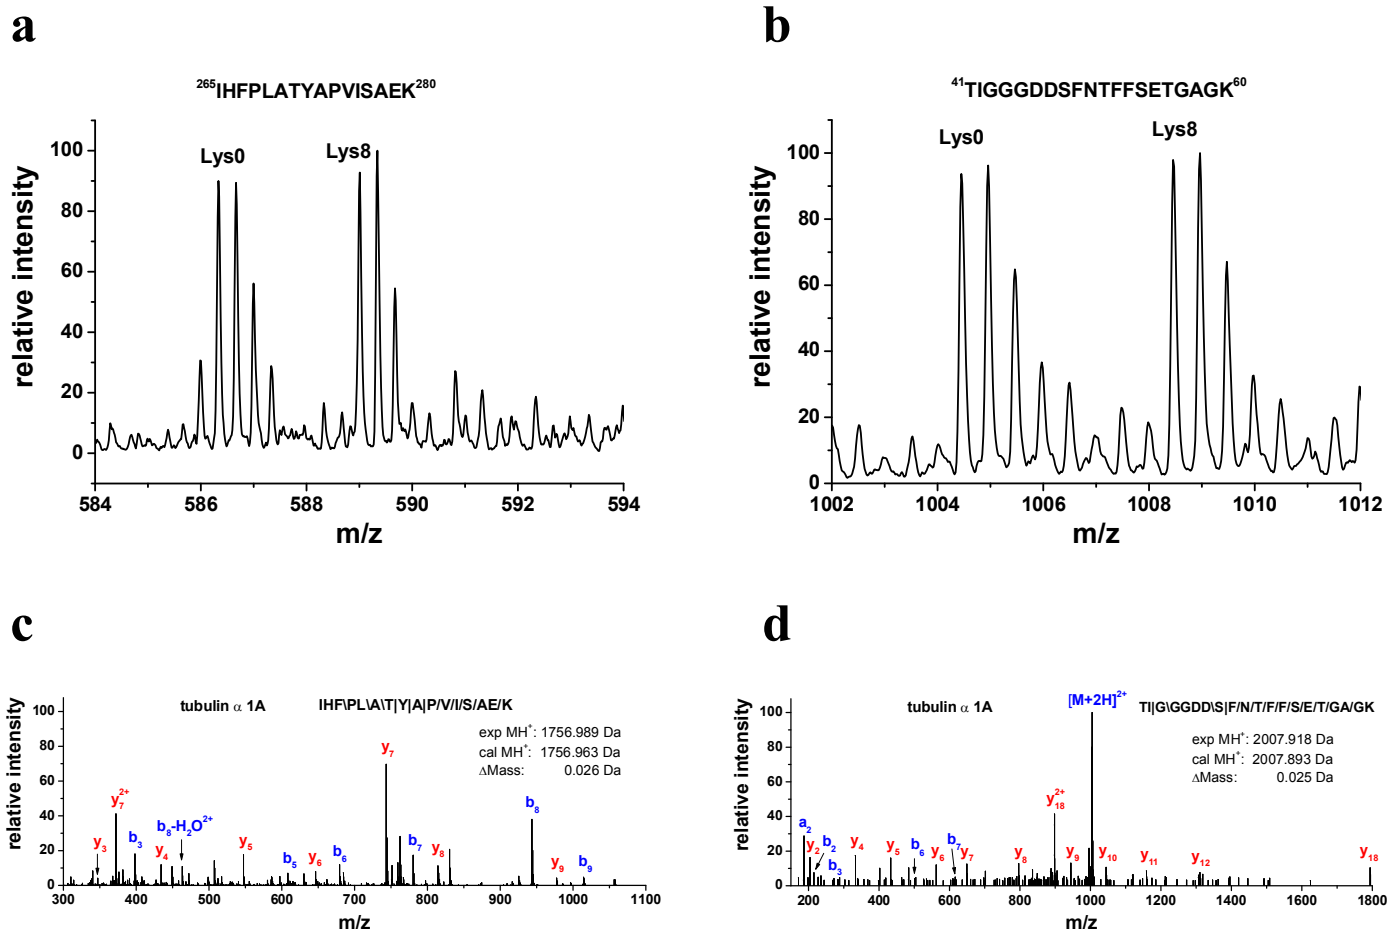 a
²⁶⁵IHFPLATYAPVISAEK²⁸⁰
Lys0
Lys8
relative intensity
100
80
60
40
20
0
584
586
588
590
592
594
m/z
b
⁴¹TIGGGDDSFNTFFSETGAGK⁶⁰
Lys0
Lys8
relative intensity
100
80
60
40
20
0
1002
1004
1006
1008
1010
1012
m/z
c
tubulin α 1A
IHF\PL\A\T|Y|A|P/V/I/S/AE/K
exp MH⁺: 1756.989 Da
cal MH⁺: 1756.963 Da
ΔMass: 0.026 Da
relative intensity
100
80
60
40
20
0
y₃
y₇²⁺
b₃
y₄
b₈-H₂O²⁺
y₅
b₅
y₆
b₆
y₇
b₇
y₈
b₈
y₉
b₉
300
400
500
600
700
800
900
1000
1100
m/z
d
tubulin α 1A
[M+2H]²⁺
TI|G\GGDD\S|F/N/T/F/F/S/E/T/GA/GK
exp MH⁺: 2007.918 Da
cal MH⁺: 2007.893 Da
ΔMass: 0.025 Da
relative intensity
100
80
60
40
20
0
a₂
y₂
b₂
b₃
y₄
y₅
b₆
y₆
b₇
y₇
y₈
y₁₈²⁺
y₉
y₁₀
y₁₁
y₁₂
y₁₈
200
400
600
800
1000
1200
1400
1600
1800
m/z